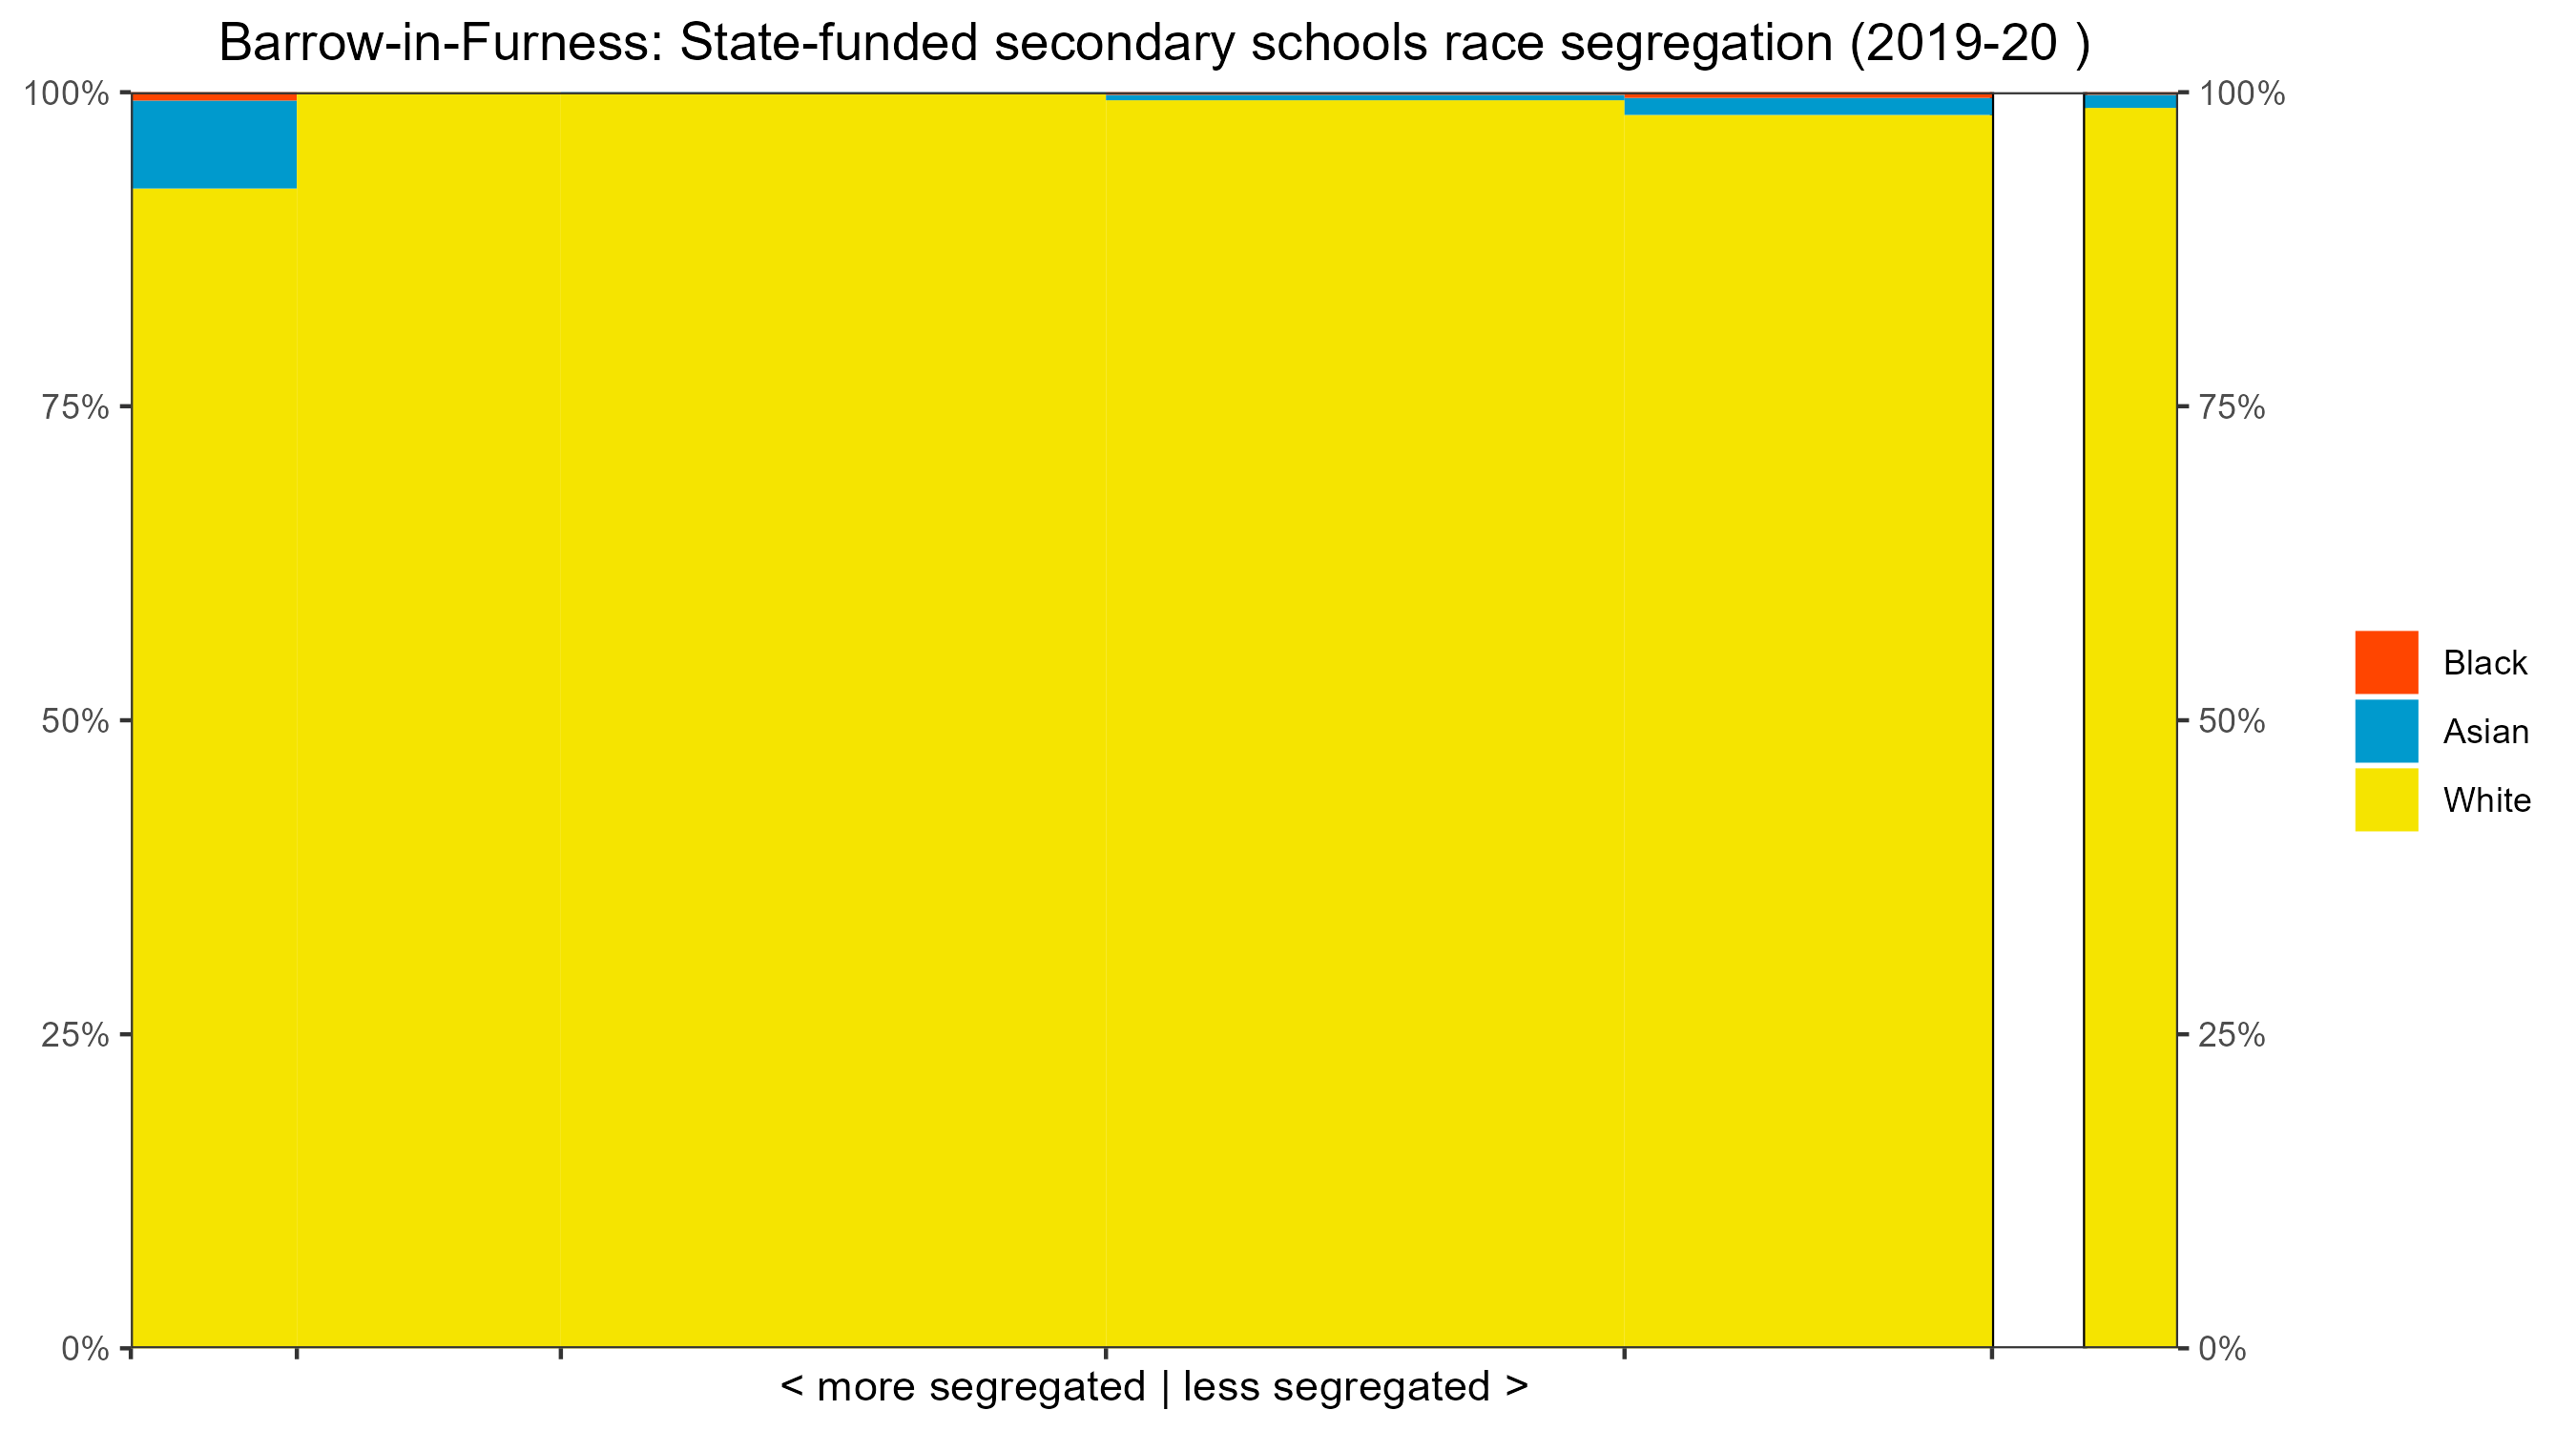 Barrow-in-Furness: State-funded secondary schools race segregation (2019-20 )
100%
75%
50%
25%
0%
100%
75%
50%
25%
0%
Black
Asian
White
< more segregated | less segregated >